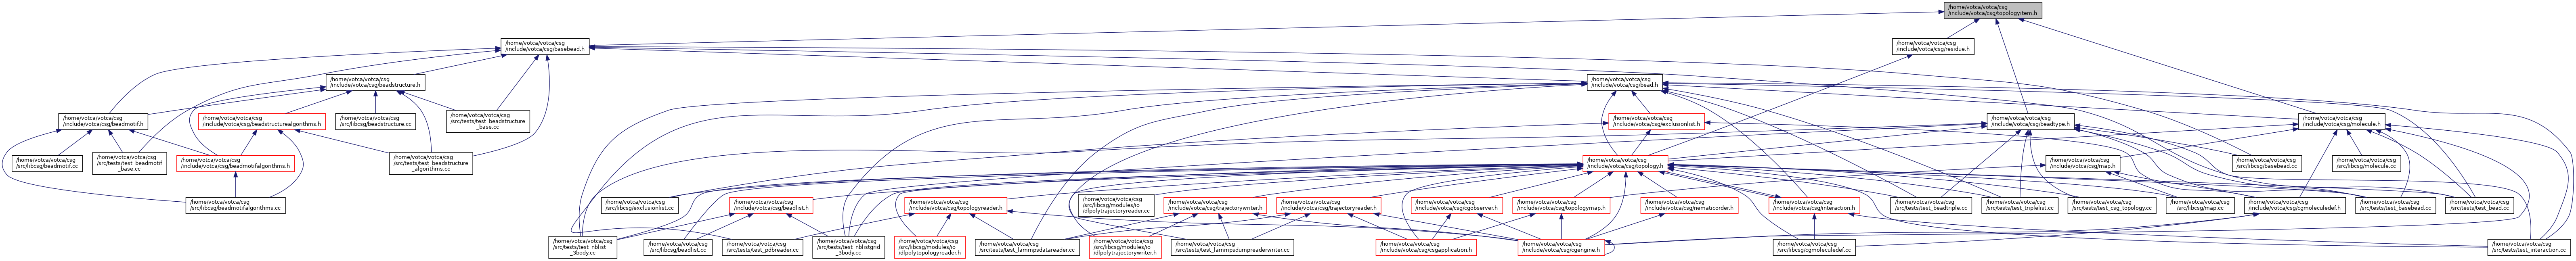 /home/votca/votca/csg
/include/votca/csg/topologyitem.h
/home/votca/votca/csg
/include/votca/csg/basebead.h
/home/votca/votca/csg
/include/votca/csg/residue.h
/home/votca/votca/csg
/include/votca/csg/beadstructure.h
/home/votca/votca/csg
/include/votca/csg/bead.h
/home/votca/votca/csg
/src/tests/test_beadstructure
_base.cc
/home/votca/votca/csg
/include/votca/csg/beadmotif.h
/home/votca/votca/csg
/include/votca/csg/beadstructurealgorithms.h
/home/votca/votca/csg
/src/libcsg/beadstructure.cc
/home/votca/votca/csg
/include/votca/csg/exclusionlist.h
/home/votca/votca/csg
/include/votca/csg/beadtype.h
/home/votca/votca/csg
/include/votca/csg/molecule.h
/home/votca/votca/csg
/src/libcsg/beadmotif.cc
/home/votca/votca/csg
/src/tests/test_beadmotif
_base.cc
/home/votca/votca/csg
/include/votca/csg/beadmotifalgorithms.h
/home/votca/votca/csg
/src/tests/test_beadstructure
_algorithms.cc
/home/votca/votca/csg
/include/votca/csg/topology.h
/home/votca/votca/csg
/include/votca/csg/map.h
/home/votca/votca/csg
/src/libcsg/basebead.cc
/home/votca/votca/csg
/src/libcsg/molecule.cc
/home/votca/votca/csg
/src/libcsg/beadmotifalgorithms.cc
/home/votca/votca/csg
/src/libcsg/exclusionlist.cc
/home/votca/votca/csg
/include/votca/csg/beadlist.h
/home/votca/votca/csg
/include/votca/csg/topologyreader.h
/home/votca/votca/csg
/src/libcsg/modules/io
/dlpolytrajectoryreader.cc
/home/votca/votca/csg
/include/votca/csg/trajectorywriter.h
/home/votca/votca/csg
/include/votca/csg/trajectoryreader.h
/home/votca/votca/csg
/include/votca/csg/cgobserver.h
/home/votca/votca/csg
/include/votca/csg/topologymap.h
/home/votca/votca/csg
/include/votca/csg/nematicorder.h
/home/votca/votca/csg
/include/votca/csg/interaction.h
/home/votca/votca/csg
/src/tests/test_beadtriple.cc
/home/votca/votca/csg
/src/tests/test_triplelist.cc
/home/votca/votca/csg
/src/tests/test_csg_topology.cc
/home/votca/votca/csg
/src/libcsg/map.cc
/home/votca/votca/csg
/include/votca/csg/cgmoleculedef.h
/home/votca/votca/csg
/src/tests/test_basebead.cc
/home/votca/votca/csg
/src/tests/test_bead.cc
/home/votca/votca/csg
/src/tests/test_nblist
_3body.cc
/home/votca/votca/csg
/src/libcsg/beadlist.cc
/home/votca/votca/csg
/src/tests/test_pdbreader.cc
/home/votca/votca/csg
/src/tests/test_nblistgrid
_3body.cc
/home/votca/votca/csg
/src/libcsg/modules/io
/dlpolytopologyreader.h
/home/votca/votca/csg
/src/tests/test_lammpsdatareader.cc
/home/votca/votca/csg
/src/libcsg/modules/io
/dlpolytrajectorywriter.h
/home/votca/votca/csg
/src/tests/test_lammpsdumpreaderwriter.cc
/home/votca/votca/csg
/include/votca/csg/csgapplication.h
/home/votca/votca/csg
/include/votca/csg/cgengine.h
/home/votca/votca/csg
/src/libcsg/cgmoleculedef.cc
/home/votca/votca/csg
/src/tests/test_interaction.cc